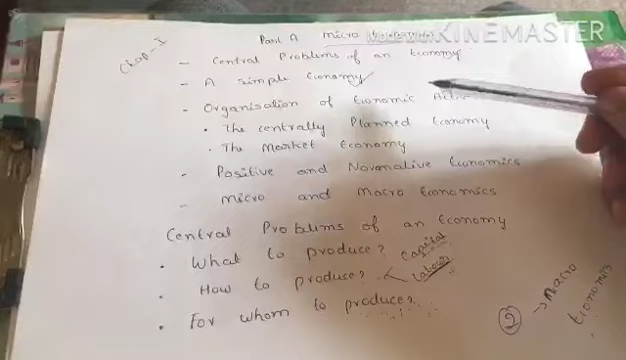 Chap-I
Part A Micro
KINEMASTER
- Central Problems of an Economy
- A simple Economy
- Organisation of Economic
• The centrally Planned Economy
• The Market Economy
- Positive and Novmalive Economics
- Micro and Macro Economics
Central Problems of an Economy
• What to produce?
• How to produce? < Capital
Labour
• For whom to produce?
② → Macro
Economics